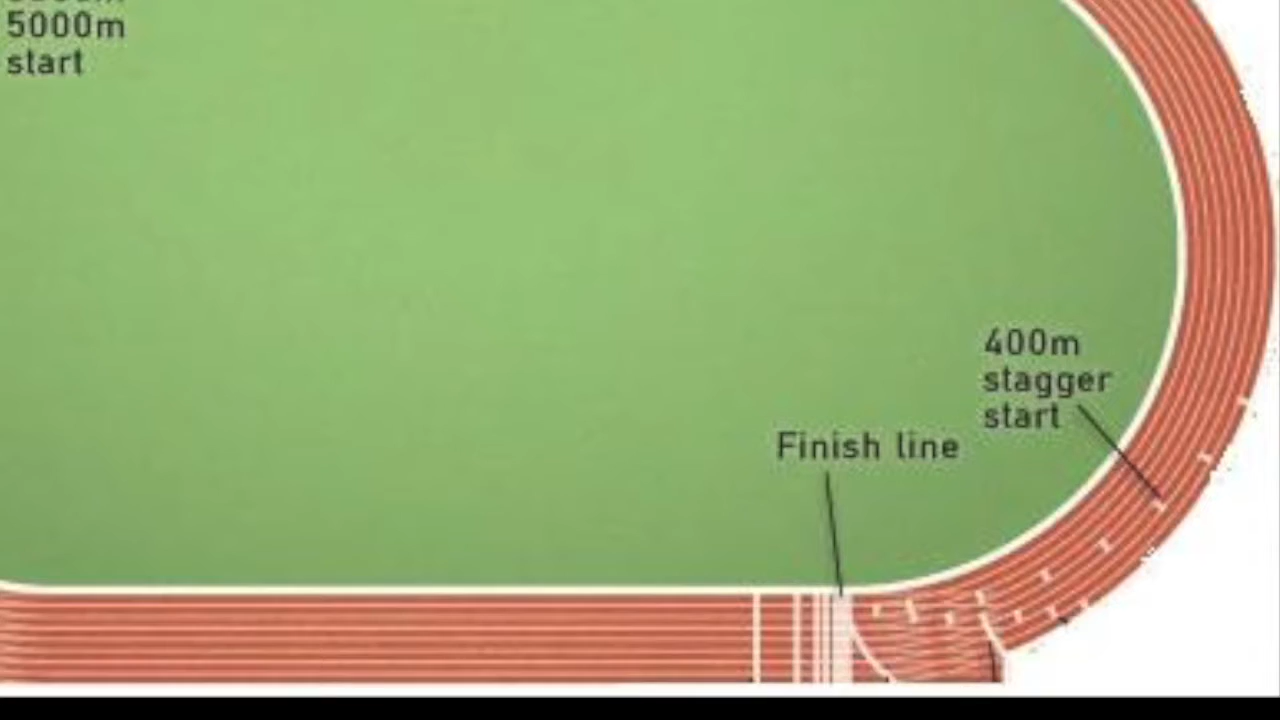 5000m
start
400m
stagger
start
Finish line